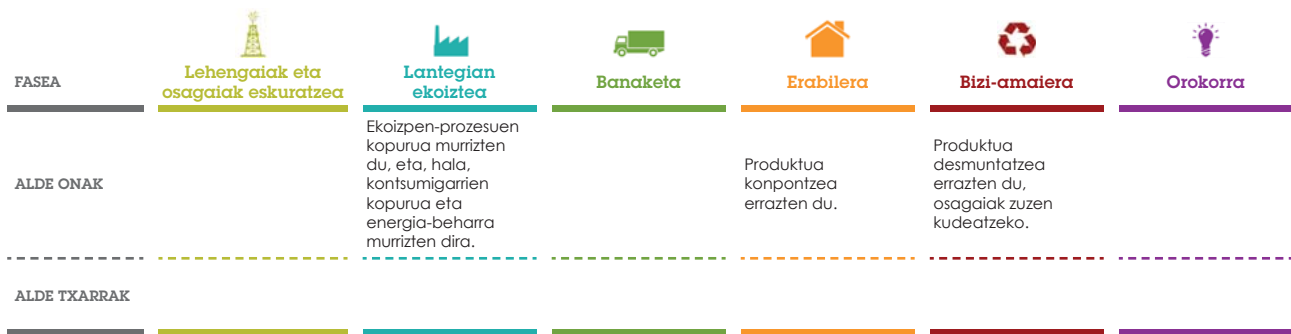 FASEA
Lehengaiak eta
osagaiak eskuratzea
Lantegian
ekoiztea
Banaketa
Erabilera
Bizi-amaiera
Orokorra
ALDE ONAK
Ekoizpen-prozesuen
kopurua murrizten
du, eta, hala,
kontsumigarrien
kopurua eta
energia-beharra
murrizten dira.
Produktua
konpontzea
errazten du.
Produktua
desmuntatzea
errazten du,
osagaiak zuzen
kudeatzeko.
ALDE TXARRAK